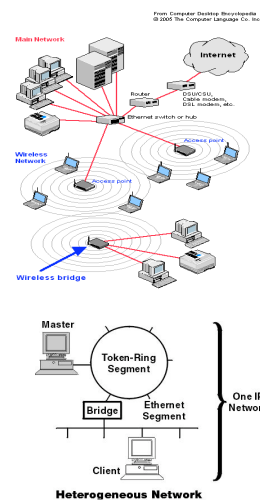 From Computer Desktop Encyclopedia
© 2005 The Computer Language Co. Inc
Main Network
Internet
Router
DSU/CSU,
Cable modem,
DSL modem, etc.
Ethernet switch or hub
Access point
Wireless
Network
Access point
Wireless bridge
Master
Token-Ring
Segment
Bridge
Ethernet
Segment
One IP
Network
Client
Heterogeneous Network